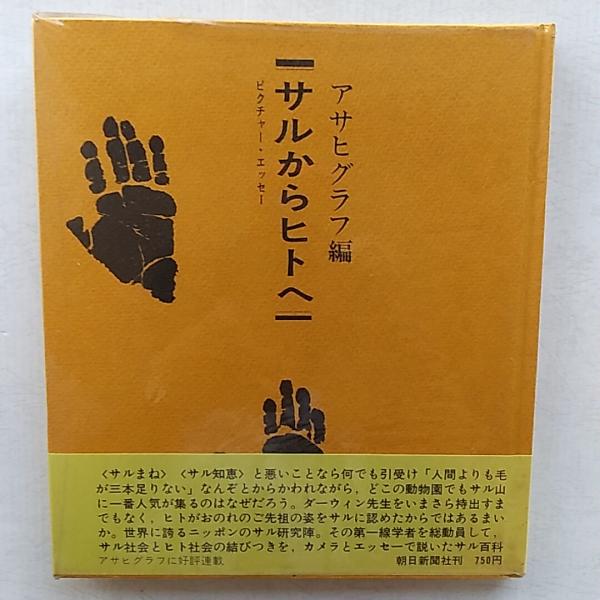 アサヒグラフ編
サルからヒトへ
ピクチャー・エッセー
〈サルまね〉〈サル知恵〉と悪いことなら何でも引受け「人間よりも毛
が三本足りない」なんぞとからかわれながら，どこの動物園でもサル山
に一番人気が集るのはなぜだろう。ダーウィン先生をいまさら持出すま
でもなく，ヒトがおのれのご先祖の姿をサルに認めたからではあるまい
か。世界に誇るニッポンのサル研究陣。その第一線学者を総動員して，
サル社会とヒト社会の結びつきを，カメラとエッセーで説いたサル百科
アサヒグラフに好評連載 朝日新聞社刊 750円